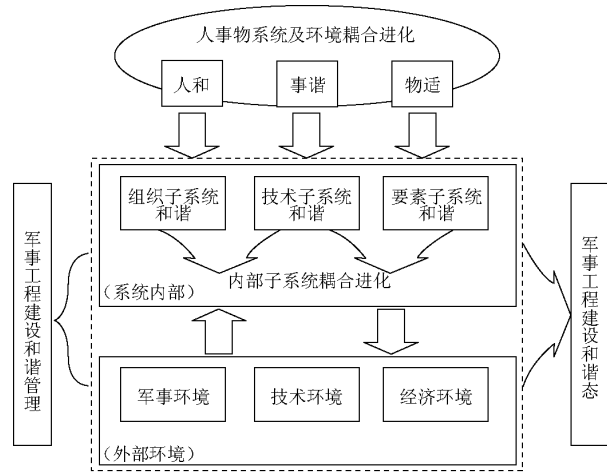 人事物系统及环境耦合进化
人和
事谐
物适
组织子系统
和谐
技术子系统
和谐
要素子系统
和谐
内部子系统耦合进化
（系统内部）
军事环境
技术环境
经济环境
（外部环境）
军事工程建设和谐管理
军事工程建设和谐态